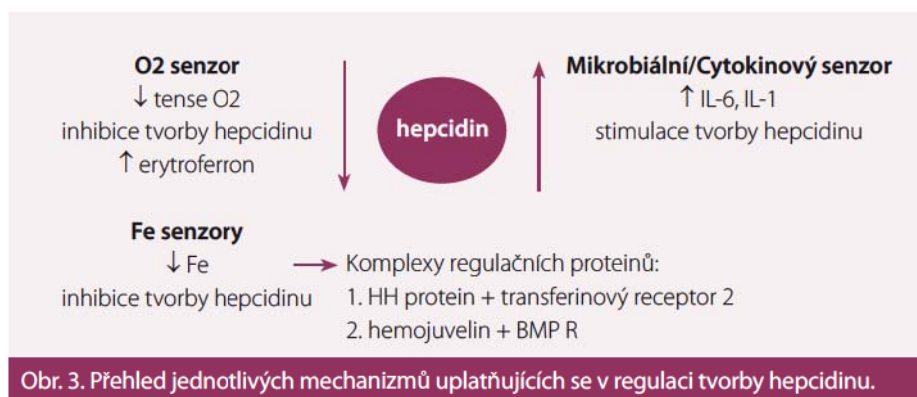 O2 senzor
↓ tense O2
inhibice tvorby hepcidinu
↑ erytroferron
hepcidin
Mikrobiální/Cytokinový senzor
↑ IL-6, IL-1
stimulace tvorby hepcidinu
Fe senzory
↓ Fe
inhibice tvorby hepcidinu
Komplexy regulačních proteinů:
1. HH protein + transferinový receptor 2
2. hemojuvelin + BMP R
Obr. 3. Přehled jednotlivých mechanizmů uplatňujících se v regulaci tvorby hepcidinu.